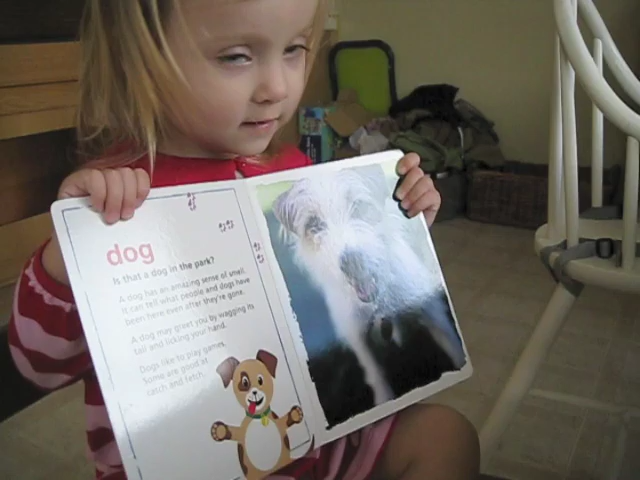 dog
Is that a dog in the park?
A dog has an amazing sense of smell.
It can tell what people and dogs have
been here even after they're gone.
A dog may greet you by wagging its
tail and licking your hand.
Dogs like to play games.
Some are good at
catch and fetch.